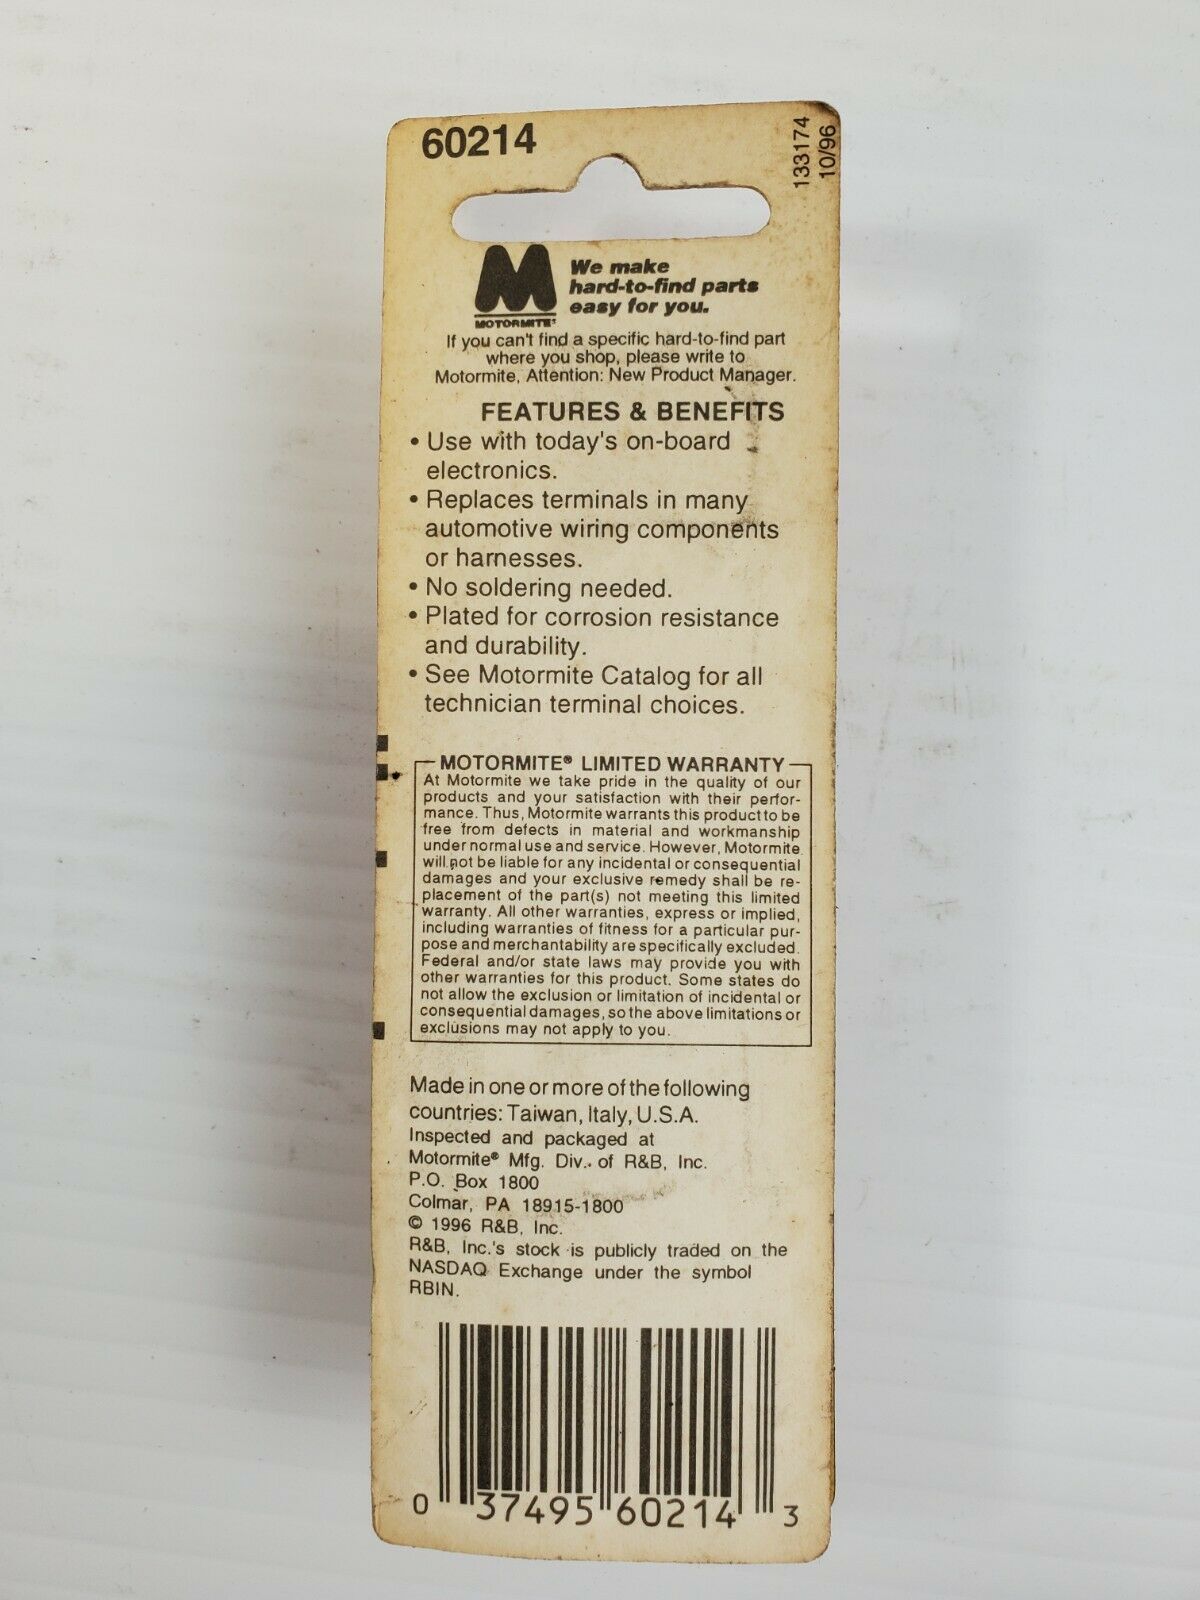 60214
133174
10/96
M
MOTORMITE®
We make
hard-to-find parts
easy for you.
If you can't find a specific hard-to-find part
where you shop, please write to
Motormite, Attention: New Product Manager.
FEATURES & BENEFITS
• Use with today's on-board
electronics.
• Replaces terminals in many
automotive wiring components
or harnesses.
• No soldering needed.
• Plated for corrosion resistance
and durability.
• See Motormite Catalog for all
technician terminal choices.
MOTORMITE® LIMITED WARRANTY
At Motormite we take pride in the quality of our
products and your satisfaction with their perfor-
mance. Thus, Motormite warrants this product to be
free from defects in material and workmanship
under normal use and service. However, Motormite
will not be liable for any incidental or consequential
damages and your exclusive remedy shall be re-
placement of the part(s) not meeting this limited
warranty. All other warranties, express or implied,
including warranties of fitness for a particular pur-
pose and merchantability are specifically excluded.
Federal and/or state laws may provide you with
other warranties for this product. Some states do
not allow the exclusion or limitation of incidental or
consequential damages, so the above limitations or
exclusions may not apply to you.
Made in one or more of the following
countries: Taiwan, Italy, U.S.A.
Inspected and packaged at
Motormite® Mfg. Div. of R&B, Inc.
P.O. Box 1800
Colmar, PA 18915-1800
© 1996 R&B, Inc.
R&B, Inc.'s stock is publicly traded on the
NASDAQ Exchange under the symbol
RBIN.
0 37495 60214 3